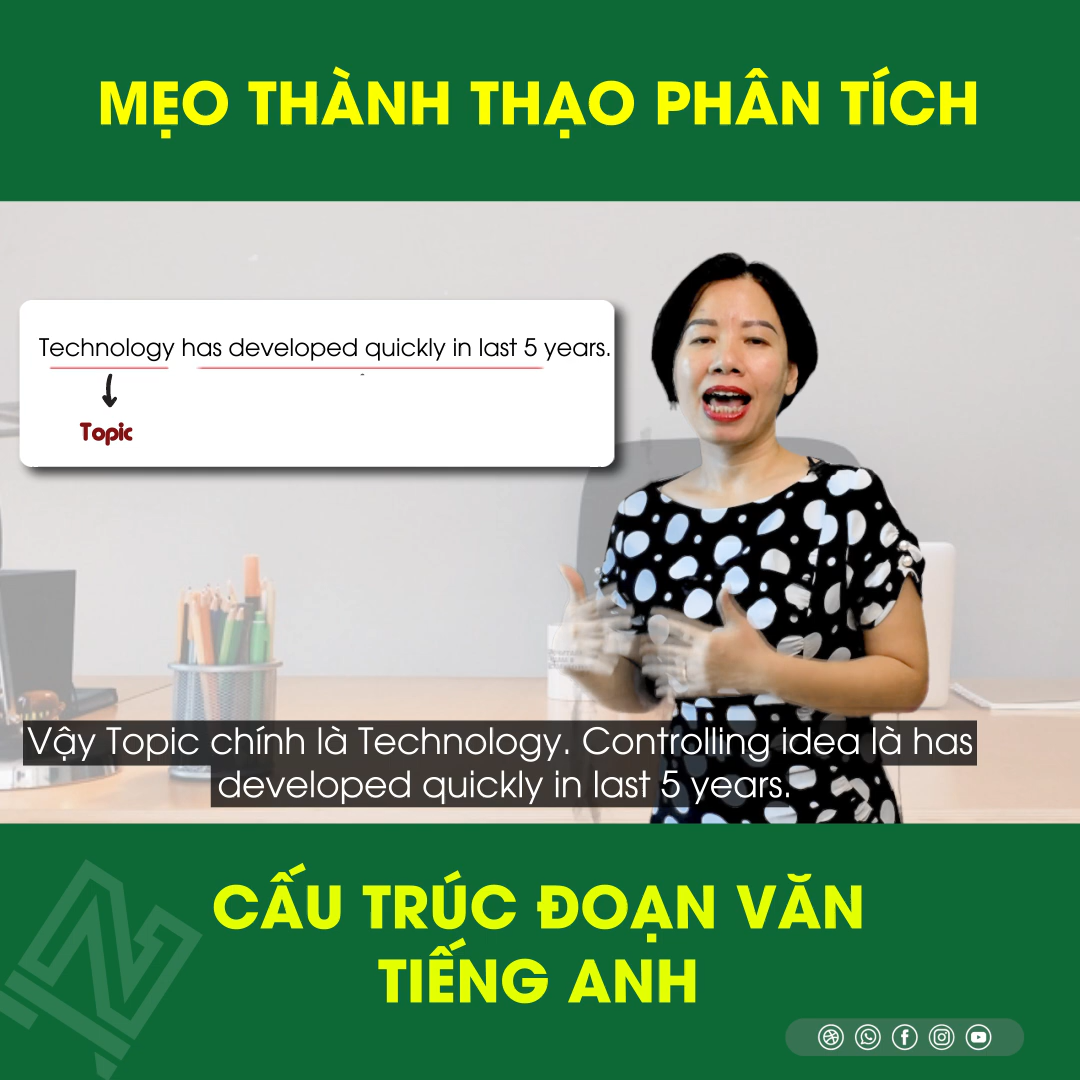 MẸO THÀNH THẠO PHÂN TÍCH
Technology has developed quickly in last 5 years.
Topic
Vậy Topic chính là Technology. Controlling idea là has
developed quickly in last 5 years.
CẤU TRÚC ĐOẠN VĂN
TIẾNG ANH